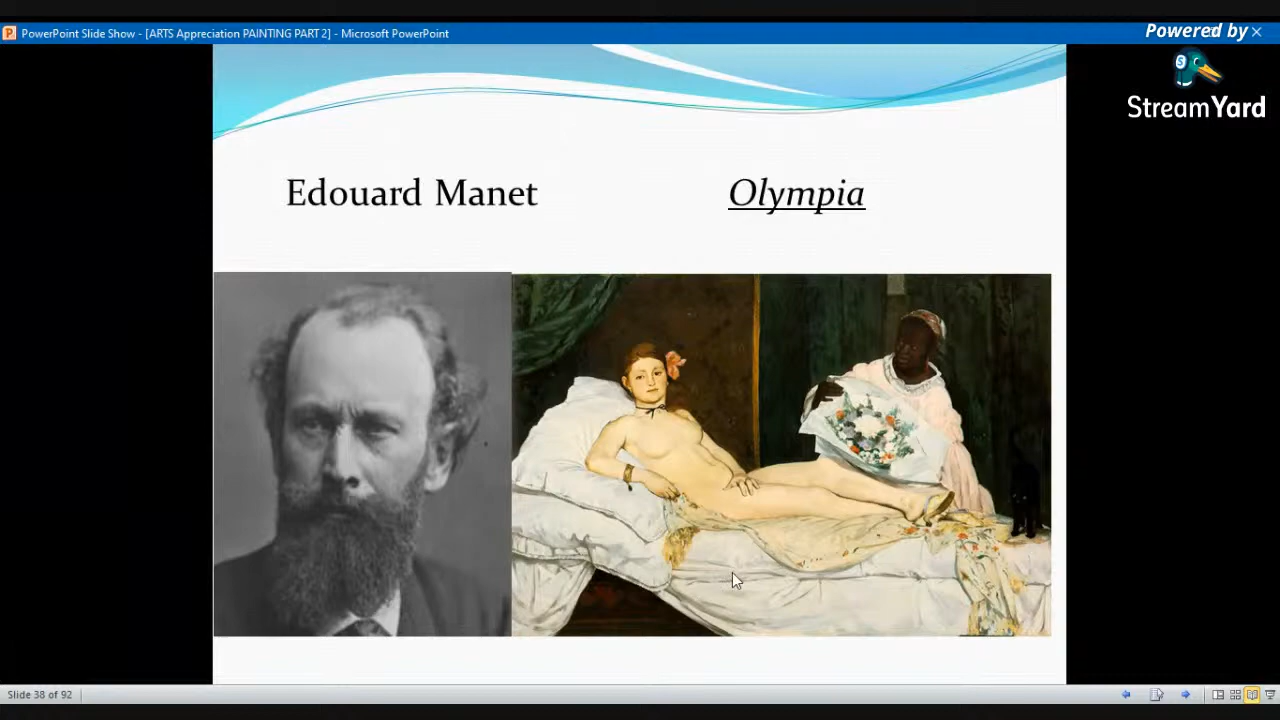 PowerPoint Slide Show - [ARTS Appreciation PAINTING PART 2] - Microsoft PowerPoint
Powered by
StreamYard
Edouard Manet
Olympia
Slide 38 of 92